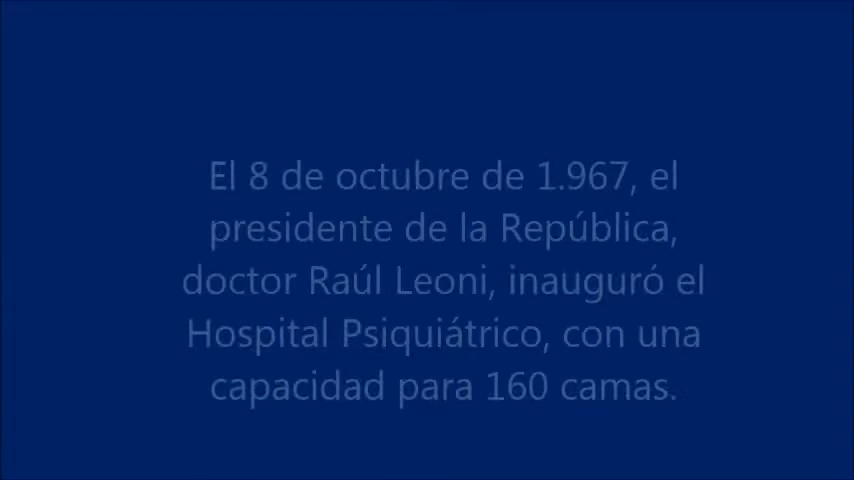 El 8 de octubre de 1.967, el
presidente de la República,
doctor Raúl Leoni, inauguró el
Hospital Psiquiátrico, con una
capacidad para 160 camas.